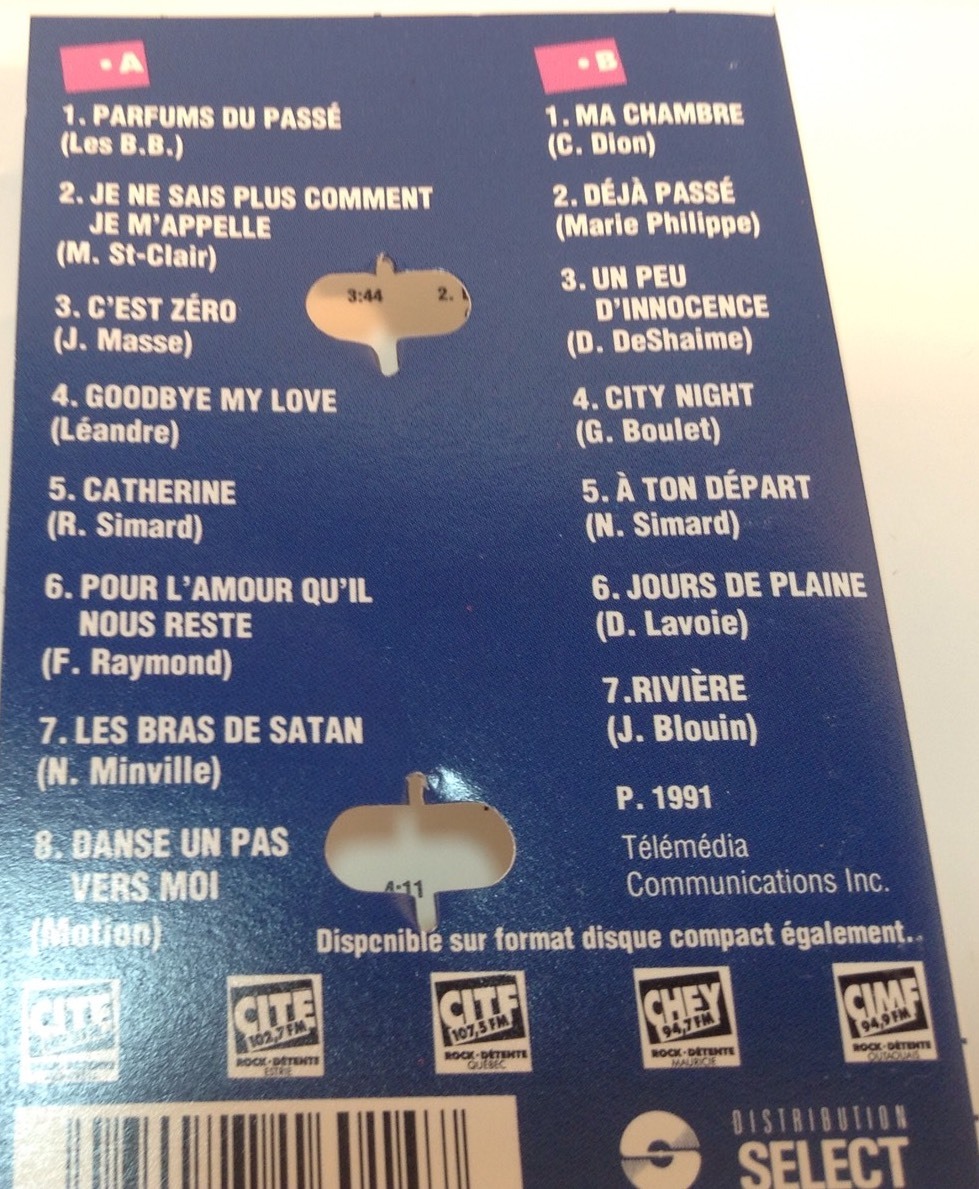 • A
1. PARFUMS DU PASSÉ
(Les B.B.)
2. JE NE SAIS PLUS COMMENT
JE M'APPELLE
(M. St-Clair)
3. C'EST ZÉRO
(J. Masse)
4. GOODBYE MY LOVE
(Léandre)
5. CATHERINE
(R. Simard)
6. POUR L'AMOUR QU'IL
NOUS RESTE
(F. Raymond)
7. LES BRAS DE SATAN
(N. Minville)
8. DANSE UN PAS
VERS MOI
(Motion)
3:44 2.
4:11
• B
1. MA CHAMBRE
(C. Dion)
2. DÉJÀ PASSÉ
(Marie Philippe)
3. UN PEU
D'INNOCENCE
(D. DeShaime)
4. CITY NIGHT
(G. Boulet)
5. À TON DÉPART
(N. Simard)
6. JOURS DE PLAINE
(D. Lavoie)
7.RIVIÈRE
(J. Blouin)
P. 1991
Télémédia
Communications Inc.
Disponible sur format disque compact également.
CITE
CITE
102,7 FM
ROCK-DÉTENTE
ESTRIE
CITF
107,5 FM
ROCK-DÉTENTE
QUÉBEC
CHEY
94,7 FM
ROCK-DÉTENTE
MAURICIE
CIMF
94,9 FM
ROCK-DÉTENTE
OUTAOUAIS
DISTRIBUTION
SELECT